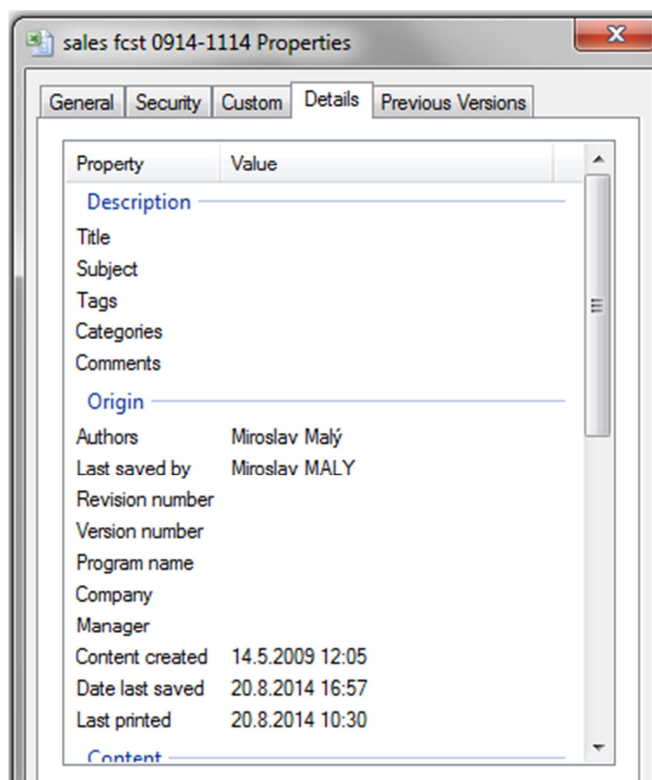 sales fcst 0914-1114 Properties
General Security Custom Details Previous Versions
Property Value
Description
Title
Subject
Tags
Categories
Comments
Origin
Authors Miroslav Malý
Last saved by Miroslav MALY
Revision number
Version number
Program name
Company
Manager
Content created 14.5.2009 12:05
Date last saved 20.8.2014 16:57
Last printed 20.8.2014 10:30
Content